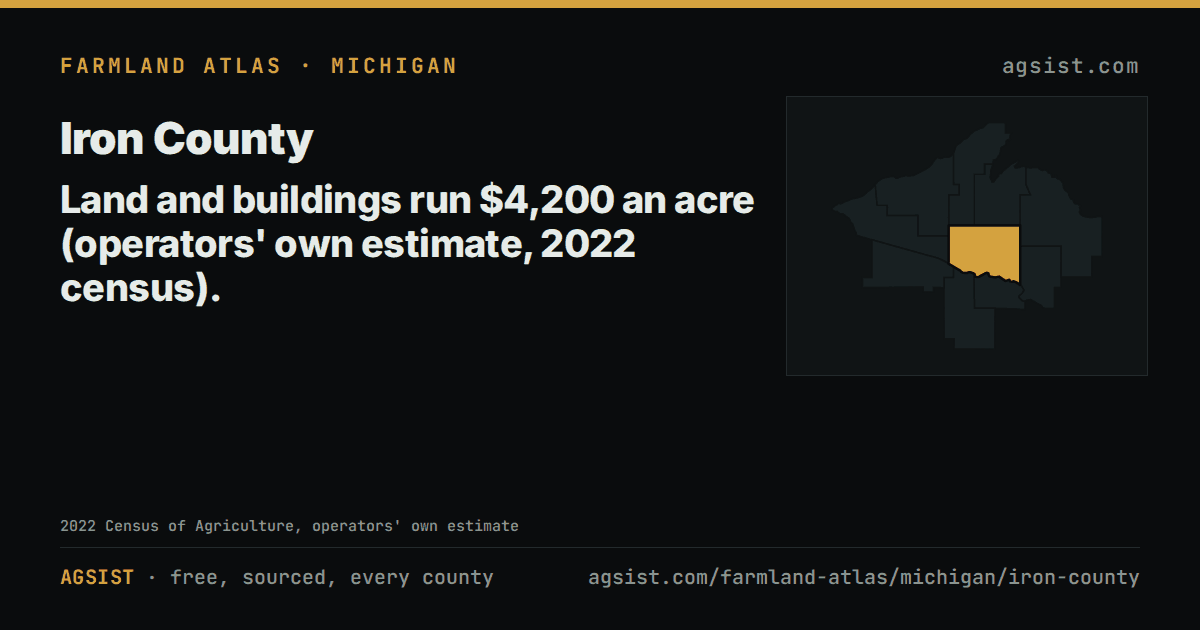 FARMLAND ATLAS · MICHIGAN
agsist.com
Iron County
Land and buildings run $4,200 an acre
(operators' own estimate, 2022
census).
2022 Census of Agriculture, operators' own estimate
AGSIST · free, sourced, every county
agsist.com/farmland-atlas/michigan/iron-county